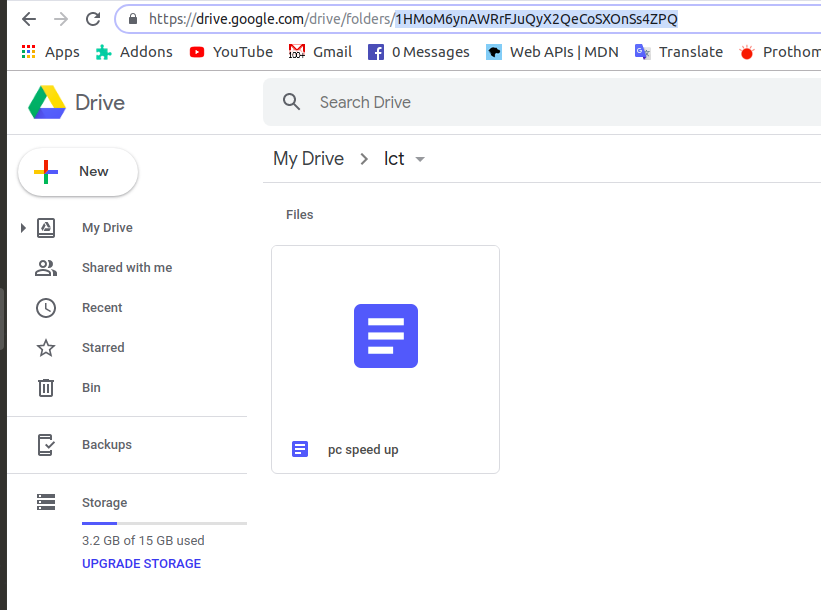 https://drive.google.com/drive/folders/1HMoM6ynAWRrFJuQyX2QeCoSXOnSs4ZPQ
Apps Addons YouTube 100+ Gmail 0 Messages Web APIs | MDN Translate Prothom
Drive Search Drive
My Drive > Ict
New
Files
My Drive
Shared with me
Recent
Starred
Bin
Backups
pc speed up
Storage
3.2 GB of 15 GB used
UPGRADE STORAGE